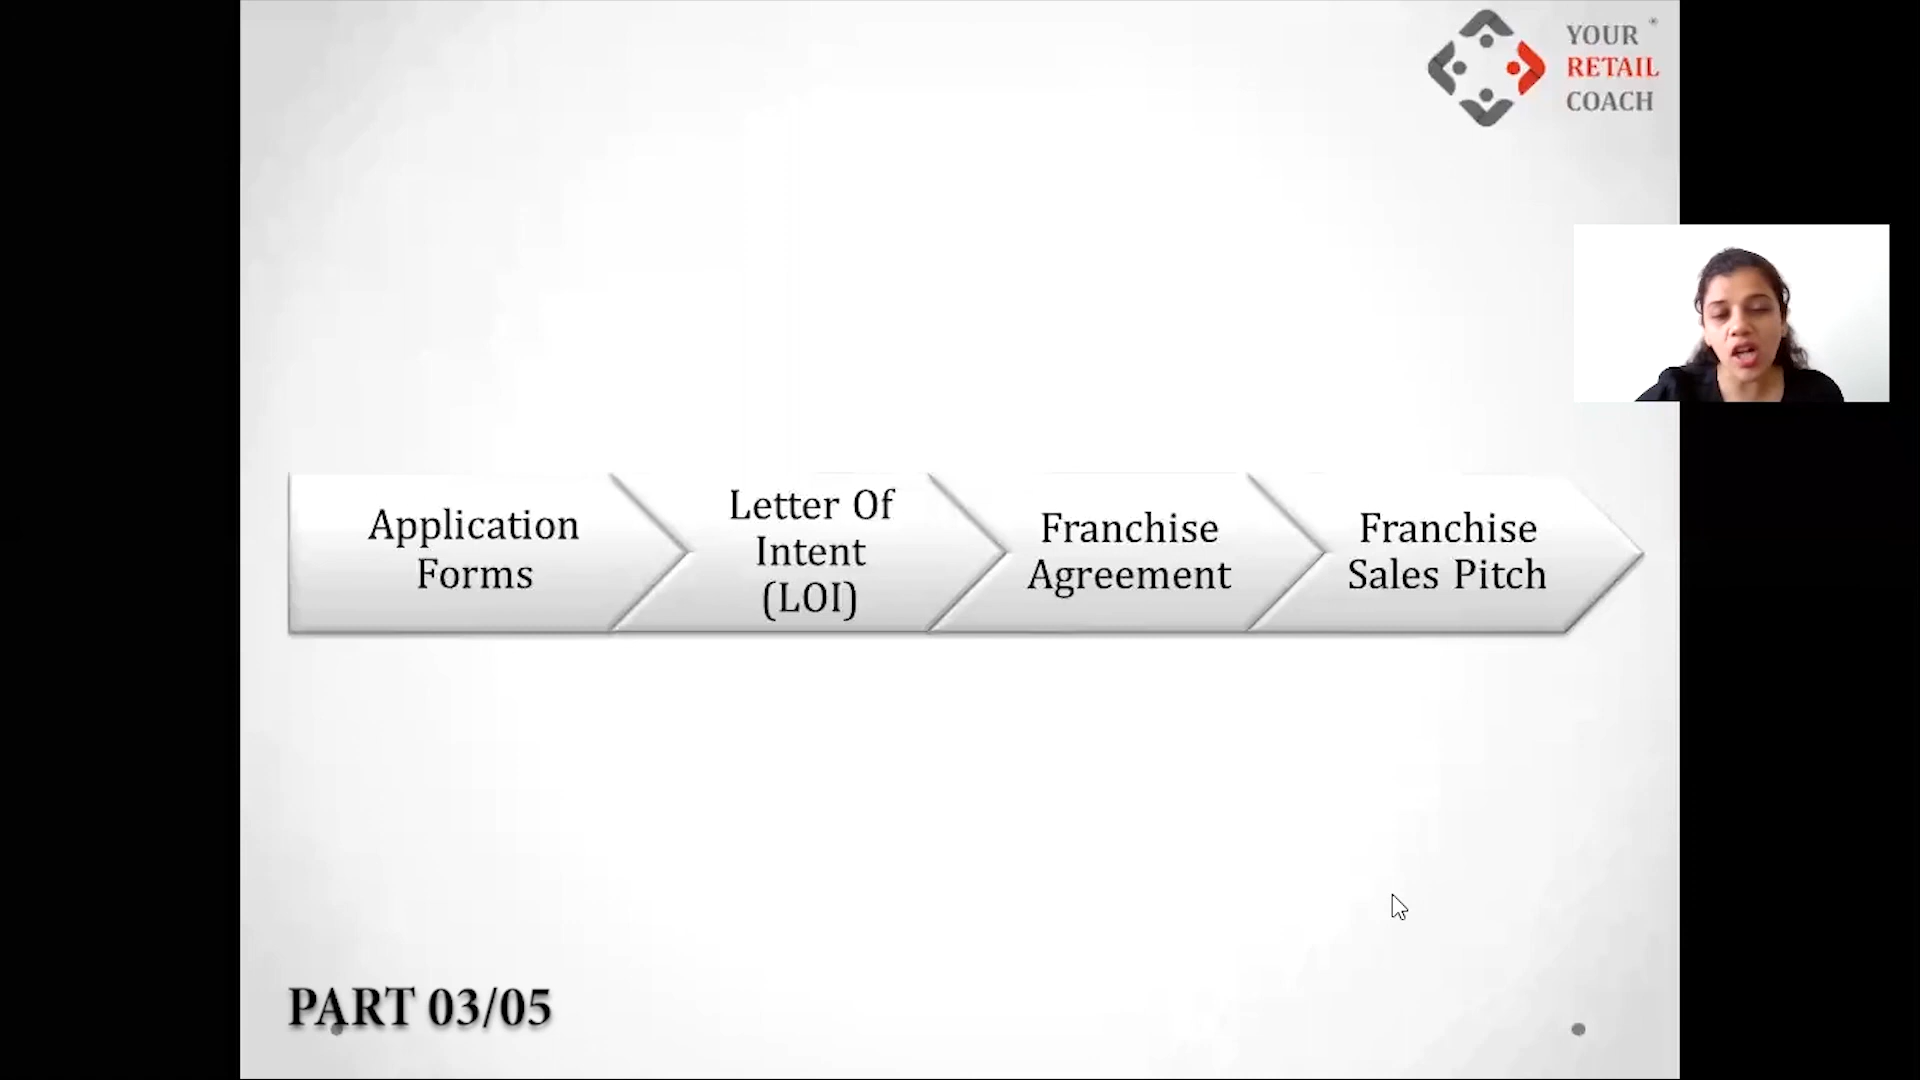 YOUR
RETAIL
COACH
Application
Forms
Letter Of
Intent
(LOI)
Franchise
Agreement
Franchise
Sales Pitch
PART 03/05